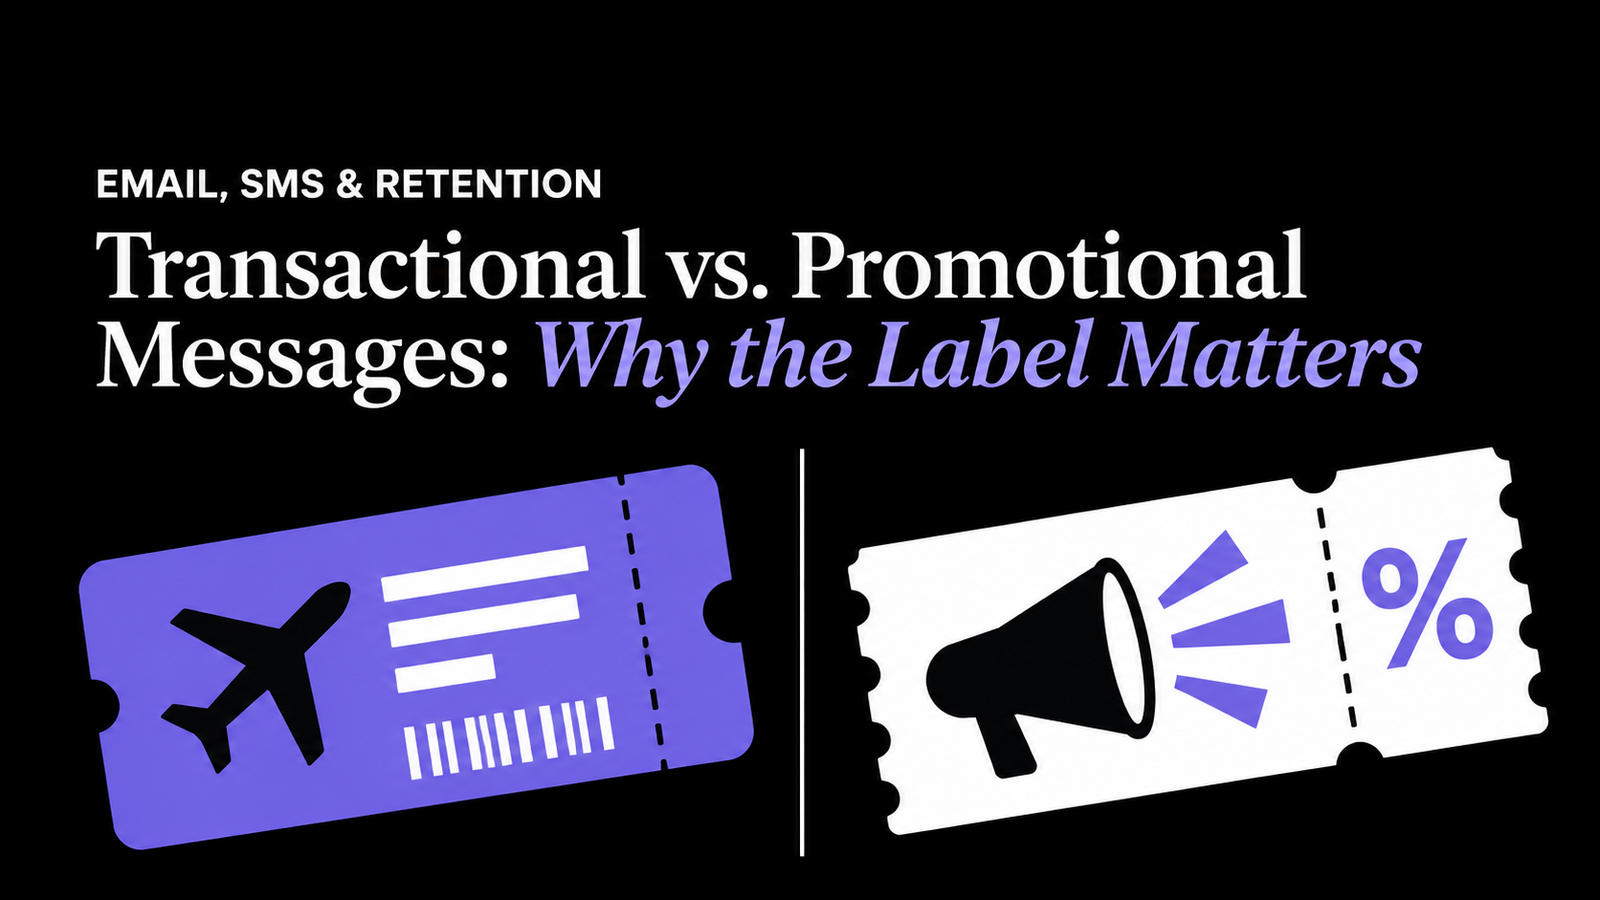 EMAIL, SMS & RETENTION
Transactional vs. Promotional
Messages: Why the Label Matters
%